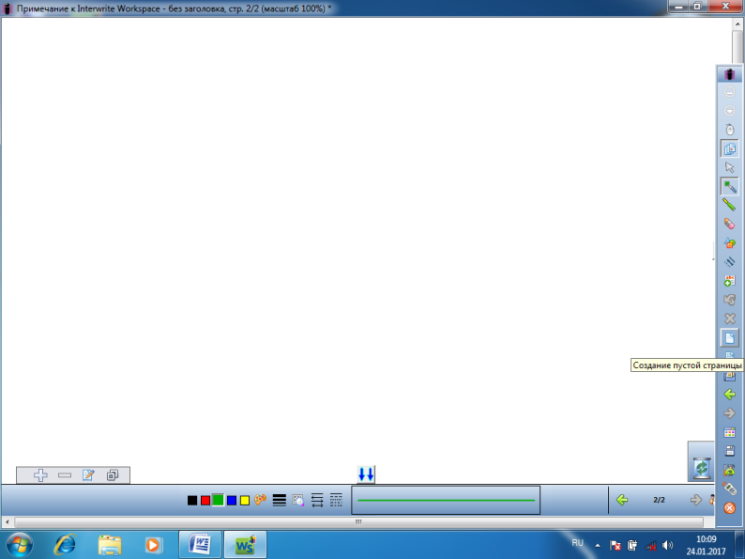 Примечание к Interwrite Workspace - без заголовка, стр. 2/2 (масштаб 100%) *
Создание пустой страницы
2/2
RU
10:09
24.01.2017